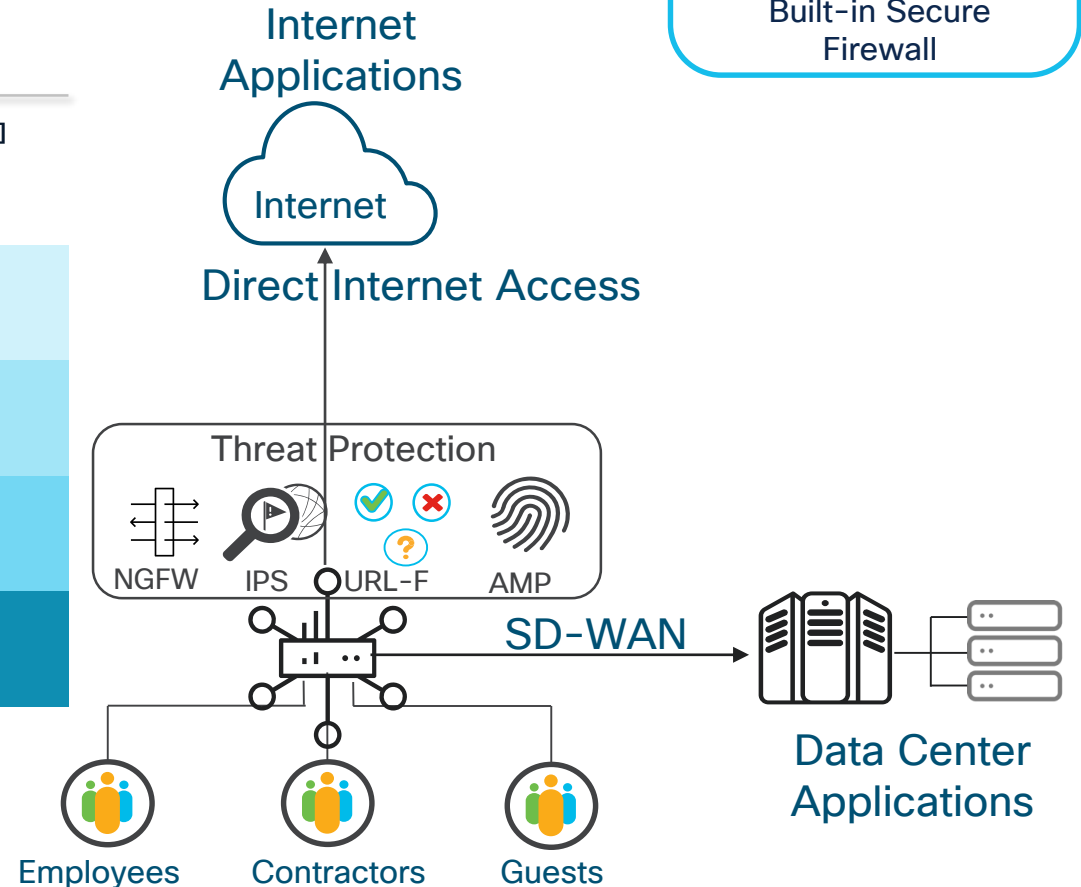 Built-in Secure
Firewall
Internet
Applications
]
Internet
Direct Internet Access
Threat Protection
NGFW
IPS
URL-F
AMP
?
SD-WAN
Data Center
Applications
Employees
Contractors
Guests